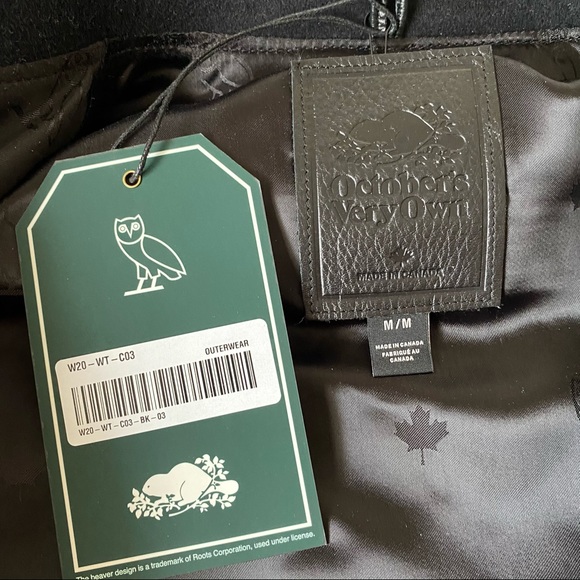 October's
Very Own
MADE IN CANADA
M/M
MADE IN CANADA
FABRIQUÉ AU
CANADA
W20-WT-C03 OUTERWEAR
W20-WT-C03-BK-03
The beaver design is a trademark of Roots Corporation, used under license.